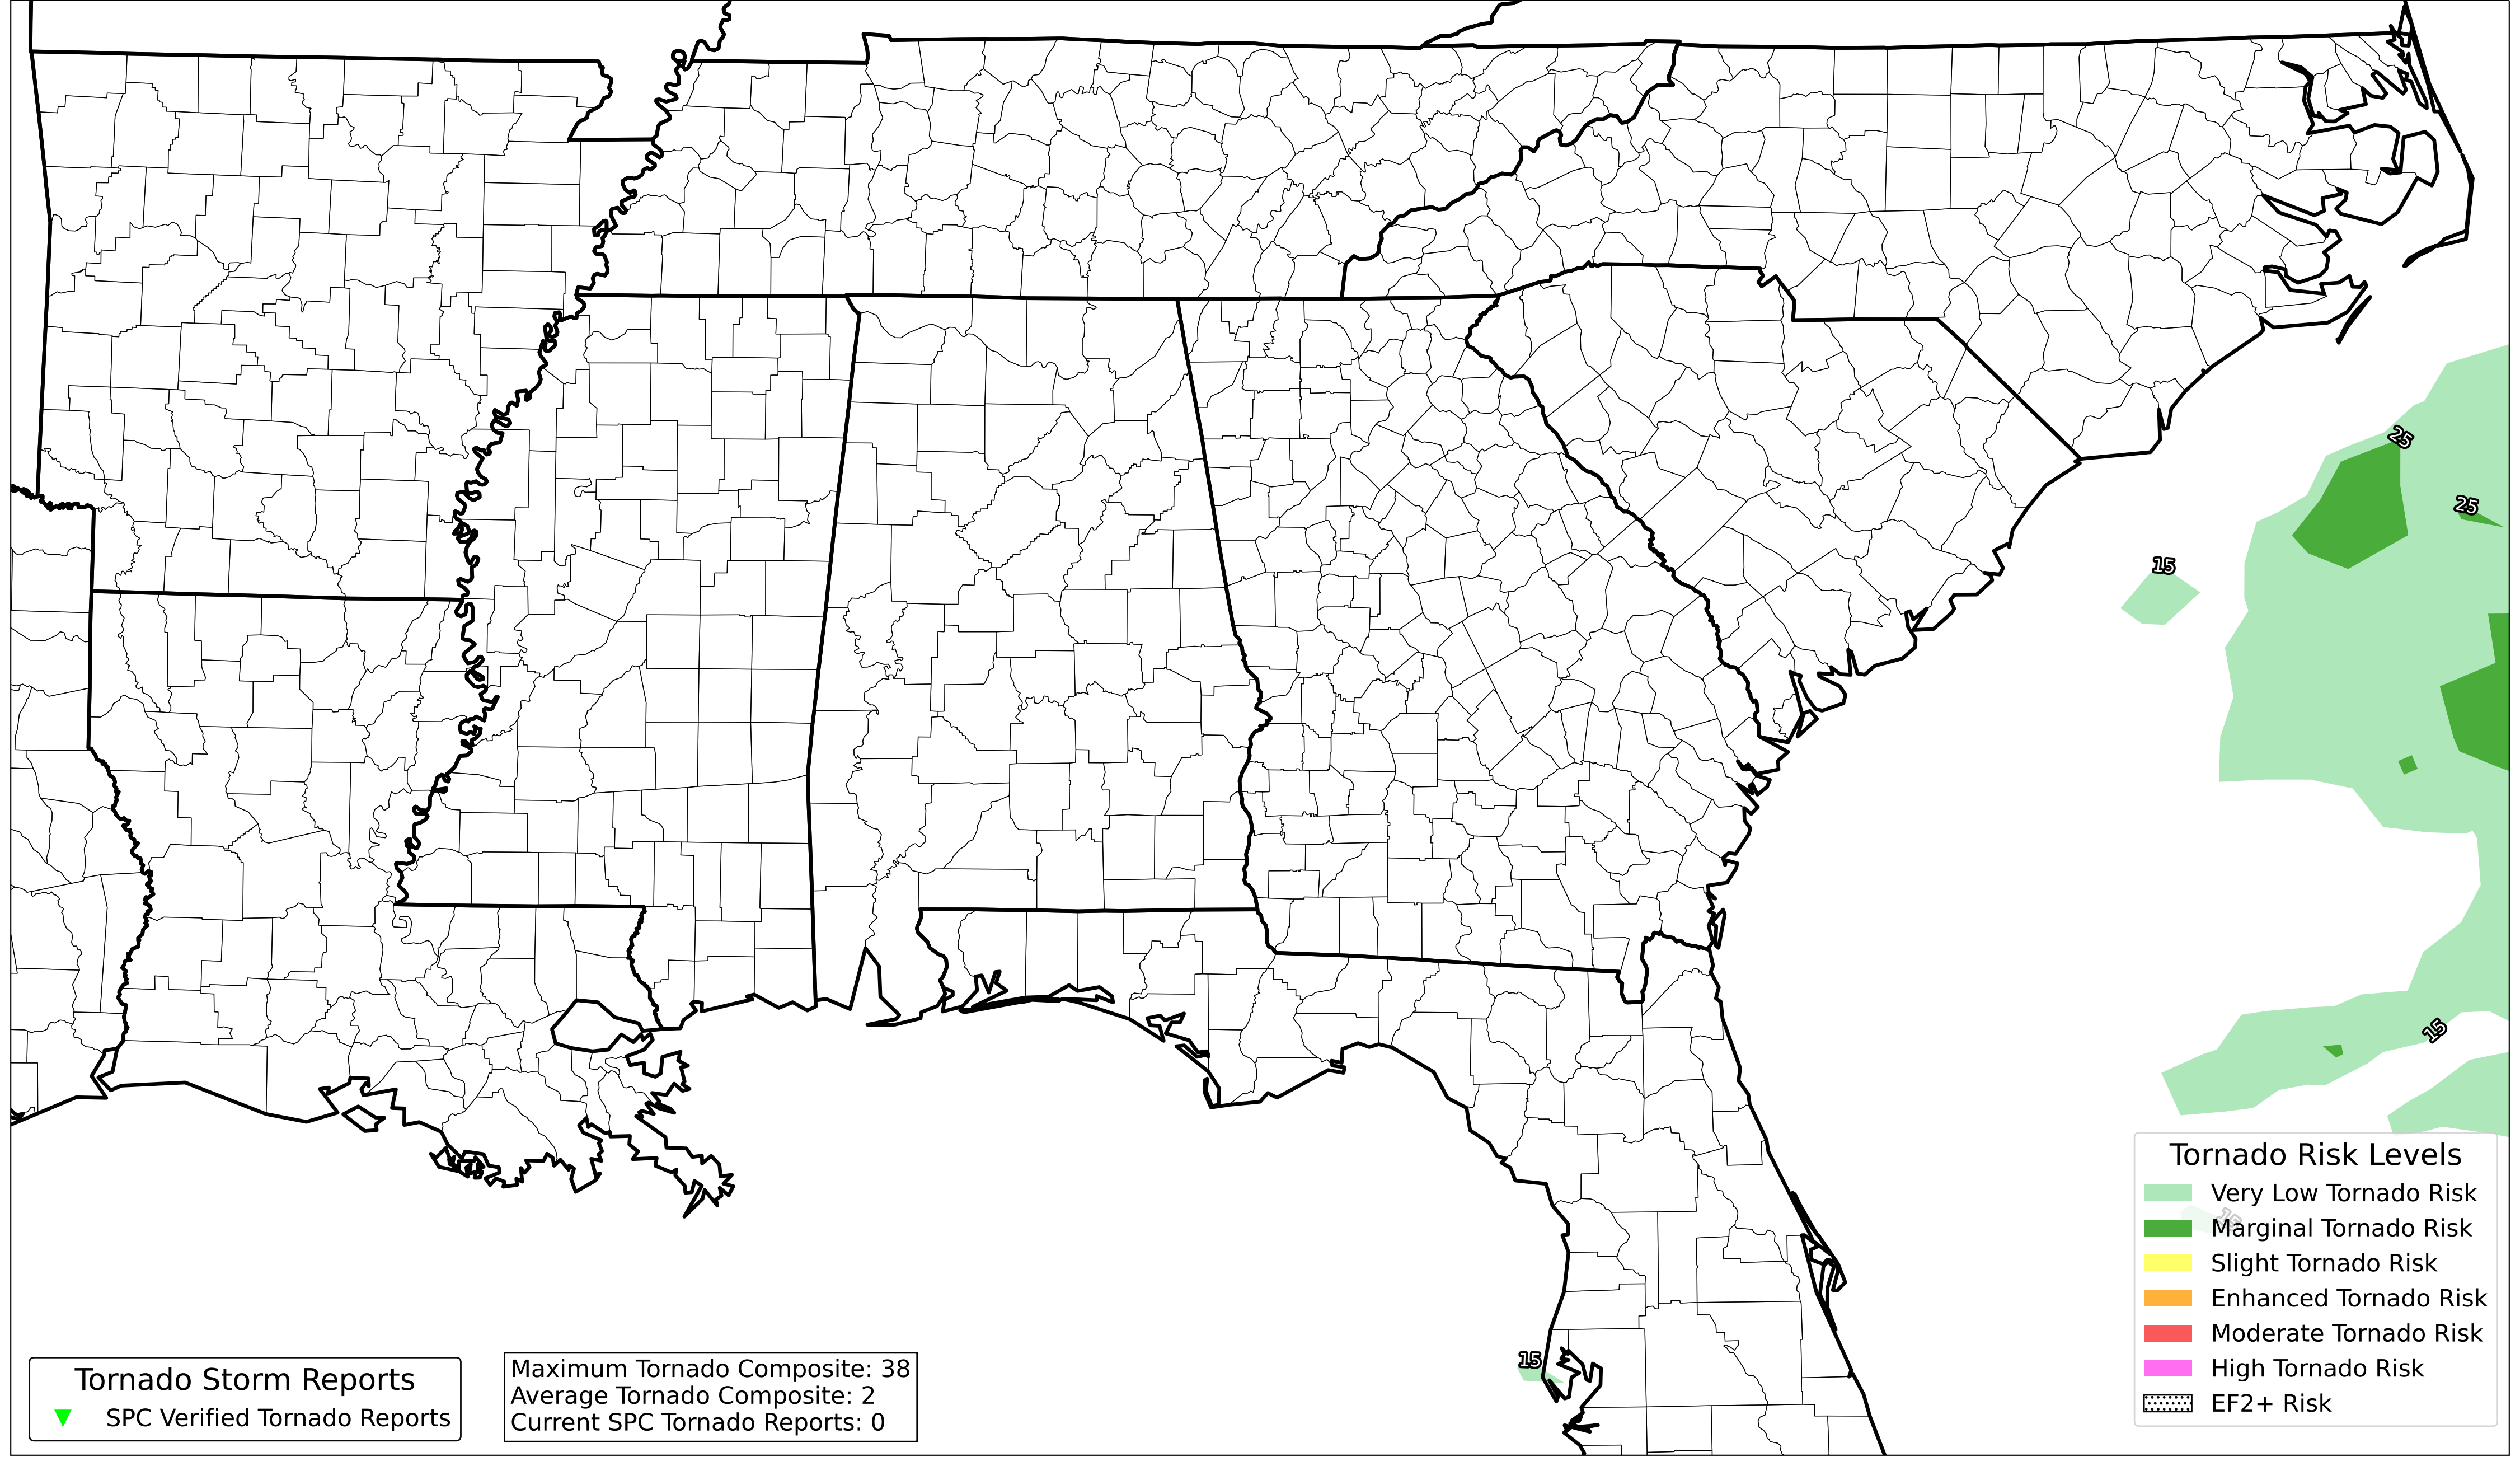 25
25
15
15
15
15
Tornado Risk Levels
Very Low Tornado Risk
Marginal Tornado Risk
Slight Tornado Risk
Enhanced Tornado Risk
Moderate Tornado Risk
High Tornado Risk
EF2+ Risk
Tornado Storm Reports
SPC Verified Tornado Reports
Maximum Tornado Composite: 38
Average Tornado Composite: 2
Current SPC Tornado Reports: 0